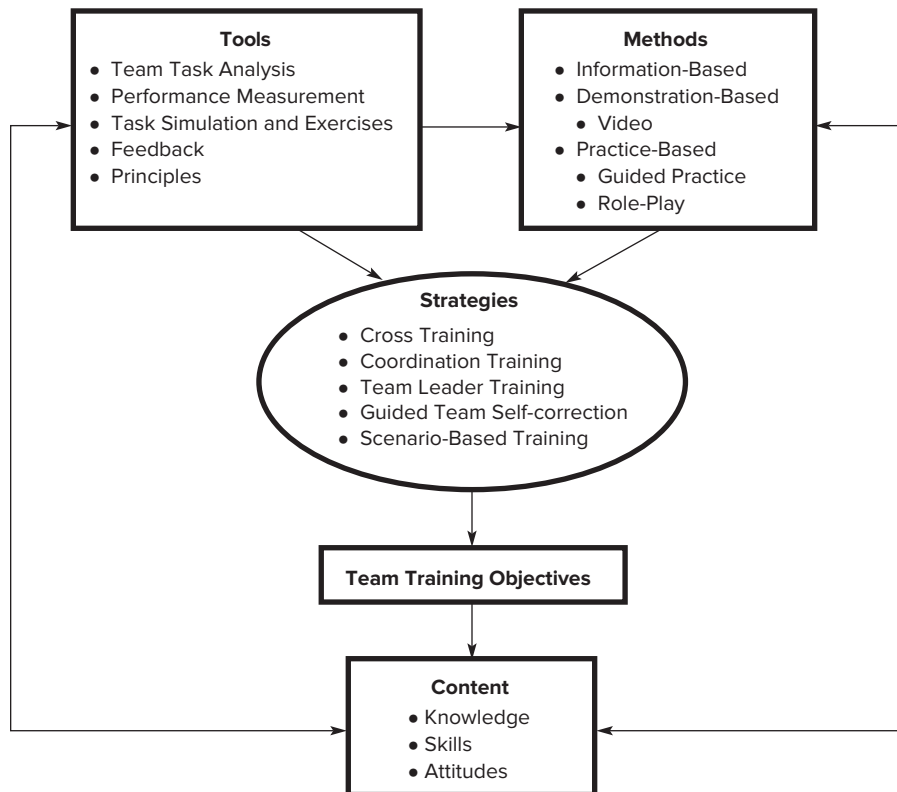 Tools
● Team Task Analysis
● Performance Measurement
● Task Simulation and Exercises
● Feedback
● Principles
Methods
● Information-Based
● Demonstration-Based
● Video
● Practice-Based
● Guided Practice
● Role-Play
Strategies
● Cross Training
● Coordination Training
● Team Leader Training
● Guided Team Self-correction
● Scenario-Based Training
Team Training Objectives
Content
● Knowledge
● Skills
● Attitudes